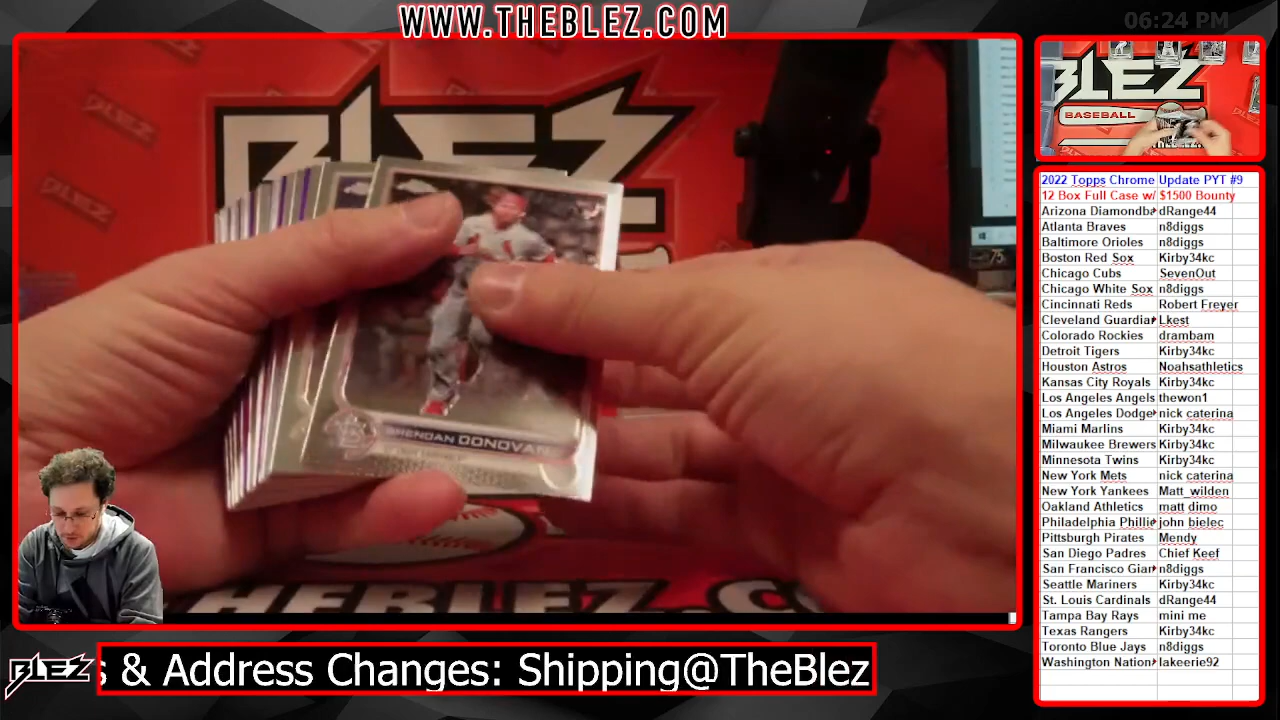 WWW.THEBLEZ.COM
06:24 PM
BLEZ
BRENDAN DONOVAN
THEBLEZ.CO
75
BLEZ
BASEBALL
2022 Topps Chrome Update PYT #9
12 Box Full Case w/ $1500 Bounty
Arizona Diamondba dRange44
Atlanta Braves n8diggs
Baltimore Orioles n8diggs
Boston Red Sox Kirby34kc
Chicago Cubs SevenOut
Chicago White Sox n8diggs
Cincinnati Reds Robert Freyer
Cleveland Guardia Lkest
Colorado Rockies drambam
Detroit Tigers Kirby34kc
Houston Astros Noahsathletics
Kansas City Royals Kirby34kc
Los Angeles Angels thewon1
Los Angeles Dodge nick caterina
Miami Marlins Kirby34kc
Milwaukee Brewers Kirby34kc
Minnesota Twins Kirby34kc
New York Mets nick caterina
New York Yankees Matt_wilden
Oakland Athletics matt dimo
Philadelphia Phillie john bielec
Pittsburgh Pirates Mendy
San Diego Padres Chief Keef
San Francisco Gian n8diggs
Seattle Mariners Kirby34kc
St. Louis Cardinals dRange44
Tampa Bay Rays mini me
Texas Rangers Kirby34kc
Toronto Blue Jays n8diggs
Washington Nation lakeerie92
BLEZ
s & Address Changes: Shipping@TheBlez